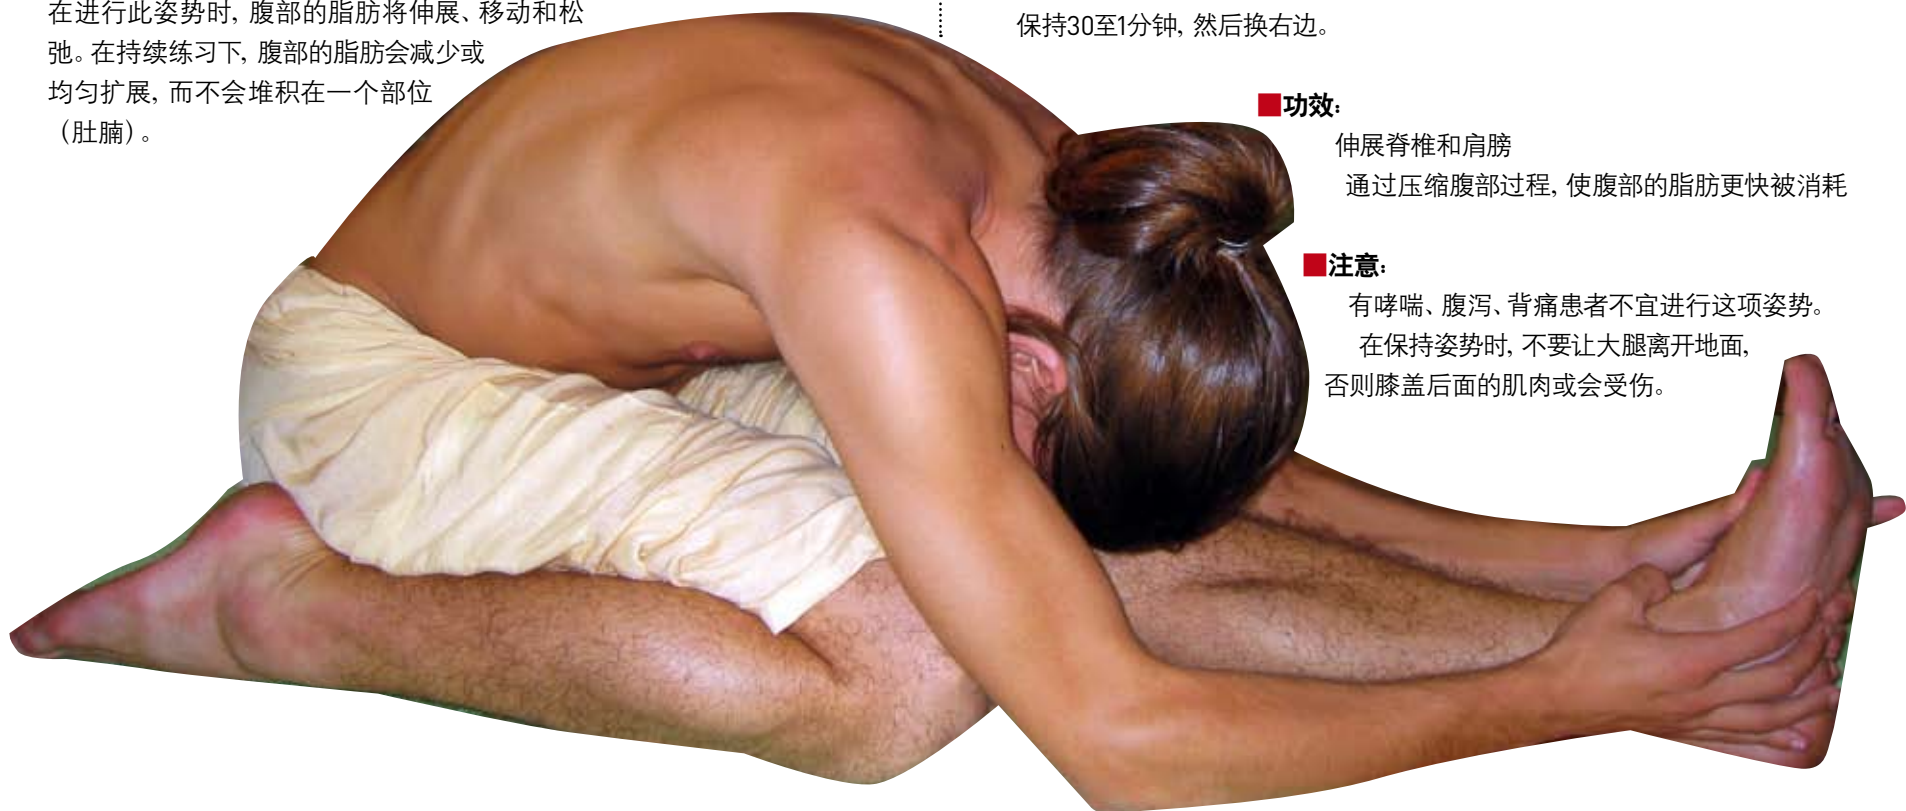 在进行此姿势时, 腹部的脂肪将伸展、移动和松
弛。在持续练习下, 腹部的脂肪会减少或
均匀扩展, 而不会堆积在一个部位
（肚腩）。
保持30至1分钟, 然后换右边。
功效:
伸展脊椎和肩膀
通过压缩腹部过程, 使腹部的脂肪更快被消耗
注意:
有哮喘、腹泻、背痛患者不宜进行这项姿势。
在保持姿势时, 不要让大腿离开地面,
否则膝盖后面的肌肉或会受伤。